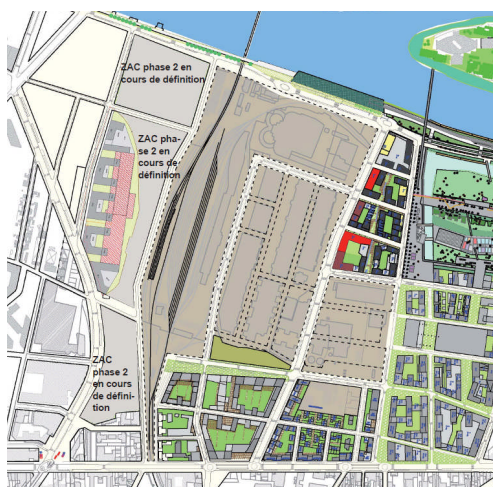 ZAC phase 2 en
cours de définition
ZAC pha-
se 2 en
cours de
définition
ZAC
phase 2
en cours
de défini-
tion